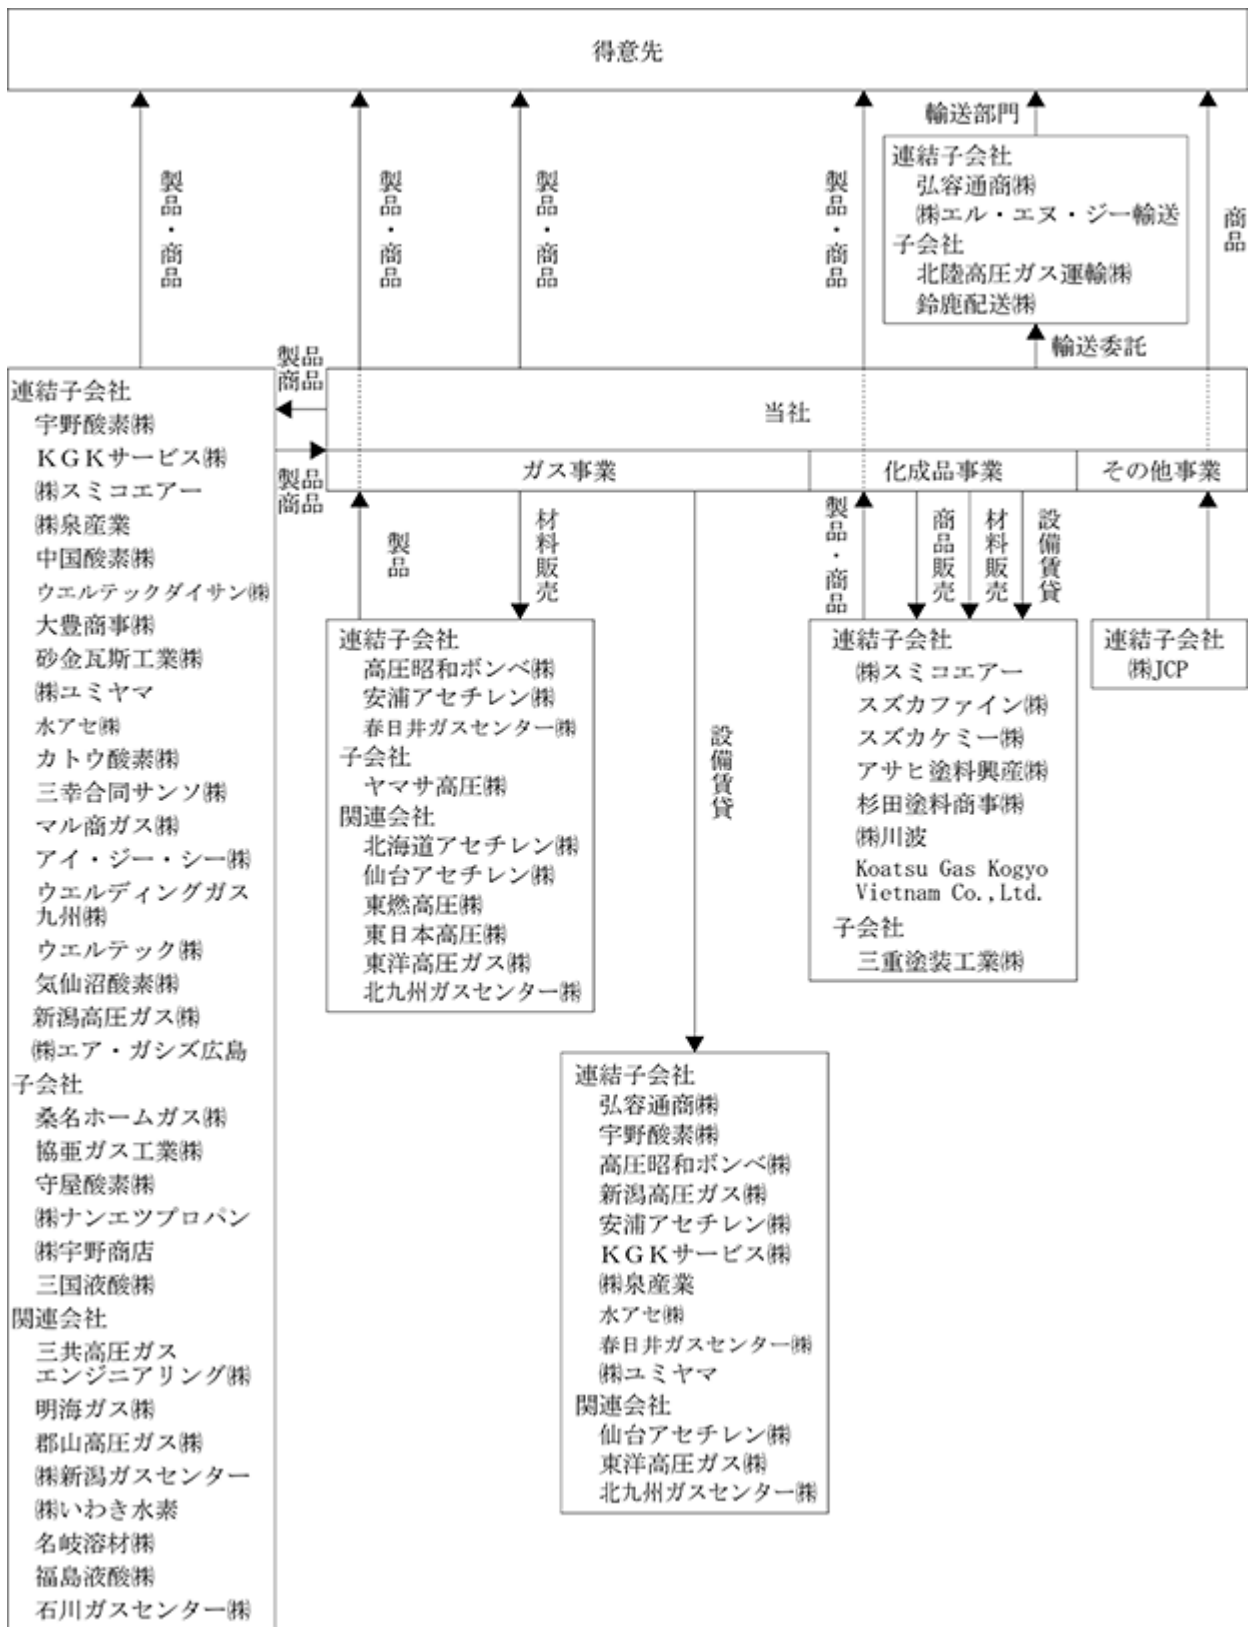 得意先
製品・商品
製品・商品
製品・商品
製品・商品
輸送部門
連結子会社
弘容通商㈱
㈱エル・エヌ・ジー輸送
子会社
北陸高圧ガス運輸㈱
鈴鹿配送㈱
輸送委託
商品
製品
商品
製品
商品
当社
ガス事業
化成品事業
その他事業
連結子会社
宇野酸素㈱
ＫＧＫサービス㈱
㈱スミコエアー
㈱泉産業
中国酸素㈱
ウエルテックダイサン㈱
大豊商事㈱
砂金瓦斯工業㈱
㈱ユミヤマ
水アセ㈱
カトウ酸素㈱
三幸合同サンソ㈱
マル商ガス㈱
アイ・ジー・シー㈱
ウエルディングガス
九州㈱
ウエルテック㈱
気仙沼酸素㈱
新潟高圧ガス㈱
㈱エア・ガシズ広島
子会社
桑名ホームガス㈱
協亜ガス工業㈱
守屋酸素㈱
㈱ナンエツプロパン
㈱宇野商店
三国液酸㈱
関連会社
三共高圧ガス
エンジニアリング㈱
明海ガス㈱
郡山高圧ガス㈱
㈱新潟ガスセンター
㈱いわき水素
名岐溶材㈱
福島液酸㈱
石川ガスセンター㈱
製品
材料販売
連結子会社
高圧昭和ボンベ㈱
安浦アセチレン㈱
春日井ガスセンター㈱
子会社
ヤマサ高圧㈱
関連会社
北海道アセチレン㈱
仙台アセチレン㈱
東燃高圧㈱
東日本高圧㈱
東洋高圧ガス㈱
北九州ガスセンター㈱
設備賃貸
連結子会社
弘容通商㈱
宇野酸素㈱
高圧昭和ボンベ㈱
新潟高圧ガス㈱
安浦アセチレン㈱
ＫＧＫサービス㈱
㈱泉産業
水アセ㈱
春日井ガスセンター㈱
㈱ユミヤマ
関連会社
仙台アセチレン㈱
東洋高圧ガス㈱
北九州ガスセンター㈱
製品・商品
商品販売
材料販売
設備賃貸
連結子会社
㈱スミコエアー
スズカファイン㈱
スズカケミー㈱
アサヒ塗料興産㈱
杉田塗料商事㈱
㈱川波
Koatsu Gas Kogyo
Vietnam Co.,Ltd.
子会社
三重塗装工業㈱
連結子会社
㈱JCP